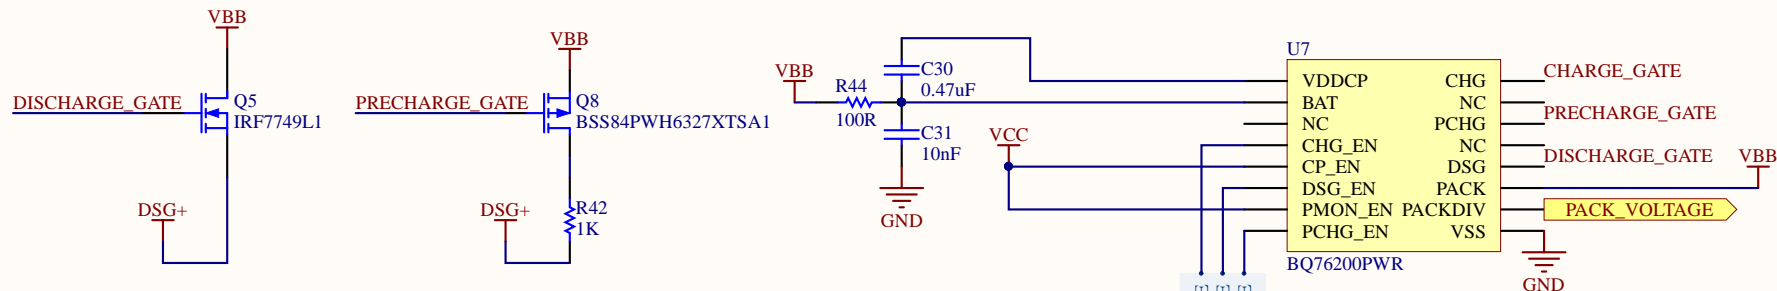 VBB
DISCHARGE_GATE
Q5
IRF7749L1
DSG+
VBB
PRECHARGE_GATE
Q8
BSS84PWH6327XTSA1
DSG+
R42
1K
VBB
R44
100R
C30
0.47uF
C31
10nF
GND
VCC
U7
VDDCP CHG CHARGE_GATE
BAT NC
NC PCHG PRECHARGE_GATE
CHG_EN NC
CP_EN DSG DISCHARGE_GATE
DSG_EN PACK VBB
PMON_EN PACKDIV PACK_VOLTAGE
PCHG_EN VSS
BQ76200PWR
GND